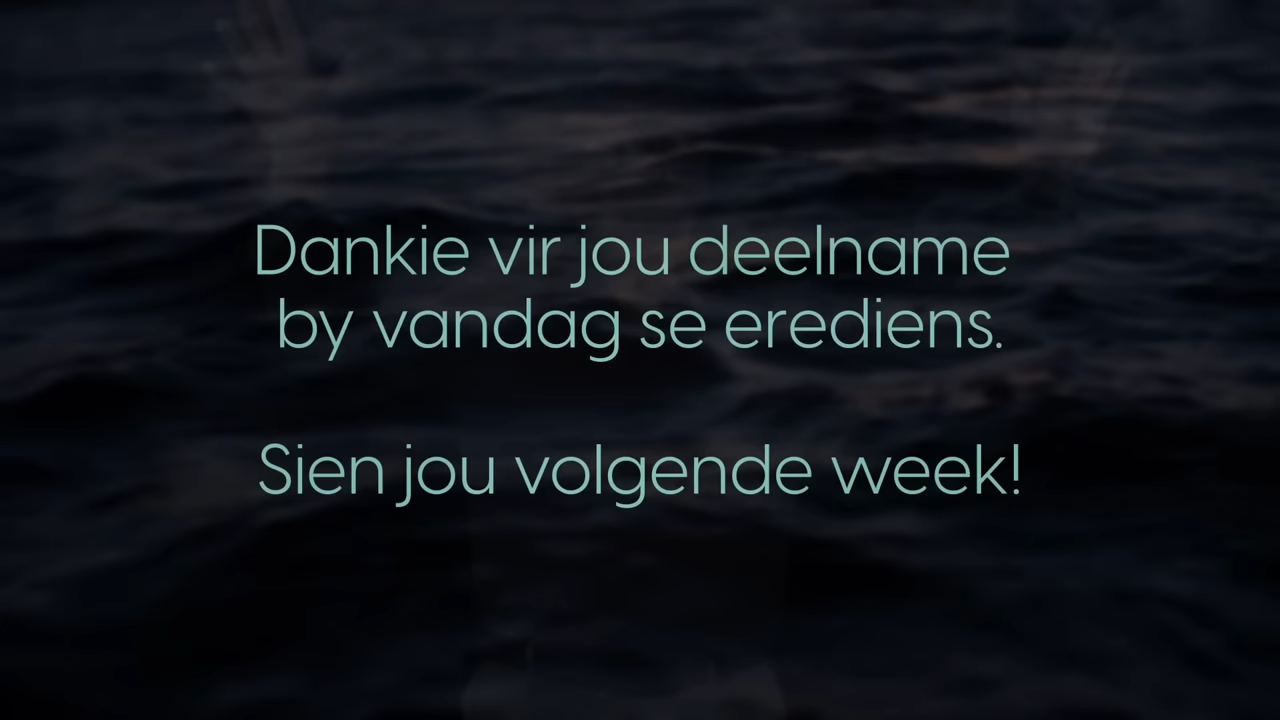 Dankie vir jou deelname
by vandag se erediens.
Sien jou volgende week!